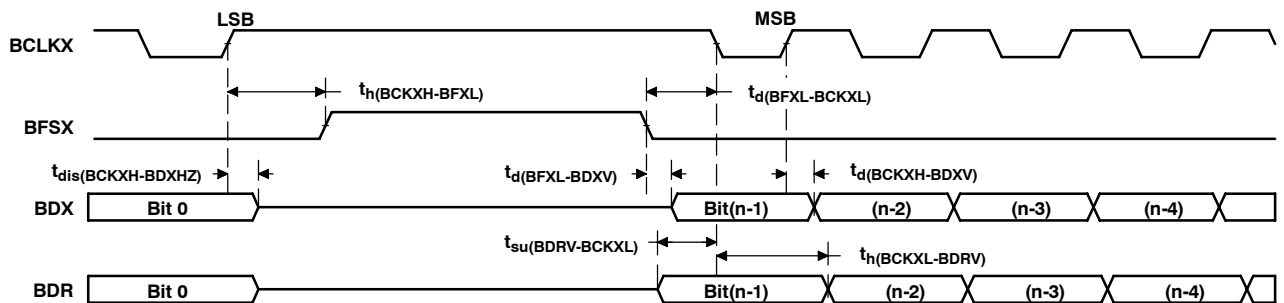 LSB MSB
BCLKX
th(BCKXH-BFXL) td(BFXL-BCKXL)
BFSX
tdis(BCKXH-BDXHZ) td(BFXL-BDXV) td(BCKXH-BDXV)
BDX Bit 0 Bit(n-1) (n-2) (n-3) (n-4)
tsu(BDRV-BCKXL) th(BCKXL-BDRV)
BDR Bit 0 Bit(n-1) (n-2) (n-3) (n-4)